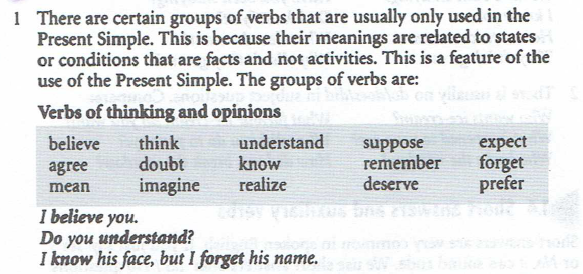 1 There are certain groups of verbs that are usually only used in the
Present Simple. This is because their meanings are related to states
or conditions that are facts and not activities. This is a feature of the
use of the Present Simple. The groups of verbs are:
Verbs of thinking and opinions
believe think understand suppose expect
agree doubt know remember forget
mean imagine realize deserve prefer
I believe you.
Do you understand?
I know his face, but I forget his name.